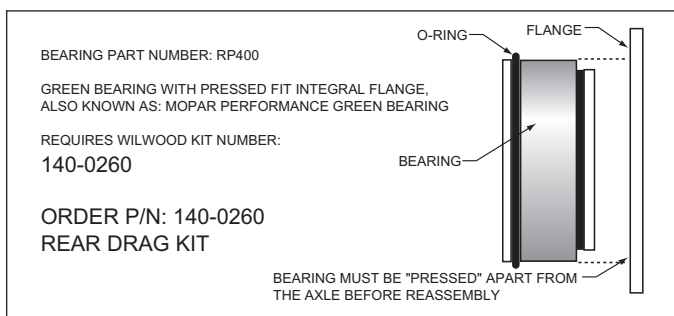 BEARING PART NUMBER: RP400
GREEN BEARING WITH PRESSED FIT INTEGRAL FLANGE,
ALSO KNOWN AS: MOPAR PERFORMANCE GREEN BEARING
REQUIRES WILWOOD KIT NUMBER:
140-0260
ORDER P/N: 140-0260
REAR DRAG KIT
O-RING
FLANGE
BEARING
BEARING MUST BE "PRESSED" APART FROM
THE AXLE BEFORE REASSEMBLY